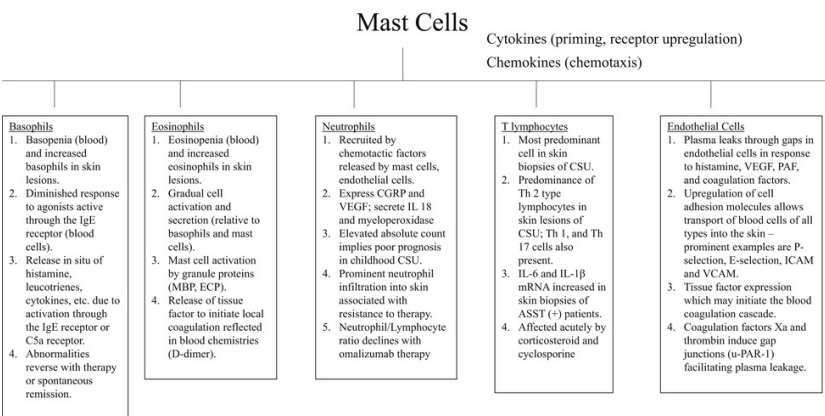 Mast Cells
Cytokines (priming, receptor upregulation)
Chemokines (chemotaxis)
Basophils
1. Basopenia (blood)
and increased
basophils in skin
lesions.
2. Diminished response
to agonists active
through the IgE
receptor (blood
cells).
3. Release in situ of
histamine,
leucotrienes,
cytokines, etc. due to
activation through
the IgE receptor or
C5a receptor.
4. Abnormalities
reverse with therapy
or spontaneous
remission.
Eosinophils
1. Eosinopenia (blood)
and increased
eosinophils in skin
lesions.
2. Gradual cell
activation and
secretion (relative to
basophils and mast
cells).
3. Mast cell activation
by granule proteins
(MBP, ECP).
4. Release of tissue
factor to initiate local
coagulation reflected
in blood chemistries
(D-dimer).
Neutrophils
1. Recruited by
chemotactic factors
released by mast cells,
endothelial cells.
2. Express CGRP and
VEGF; secrete IL 18
and myeloperoxidase
3. Elevated absolute count
implies poor prognosis
in childhood CSU.
4. Prominent neutrophil
infiltration into skin
associated with
resistance to therapy.
5. Neutrophil/Lymphocyte
ratio declines with
omalizumab therapy
T lymphocytes
1. Most predominant
cell in skin
biopsies of CSU.
2. Predominance of
Th 2 type
lymphocytes in
skin lesions of
CSU; Th 1, and Th
17 cells also
present.
3. IL-6 and IL-1β
mRNA increased in
skin biopsies of
ASST (+) patients.
4. Affected acutely by
corticosteroid and
cyclosporine
Endothelial Cells
1. Plasma leaks through gaps in
endothelial cells in response
to histamine, VEGF, PAF,
and coagulation factors.
2. Upregulation of cell
adhesion molecules allows
transport of blood cells of all
types into the skin –
prominent examples are P-
selection, E-selection, ICAM
and VCAM.
3. Tissue factor expression
which may initiate the blood
coagulation cascade.
4. Coagulation factors Xa and
thrombin induce gap
junctions (u-PAR-1)
facilitating plasma leakage.